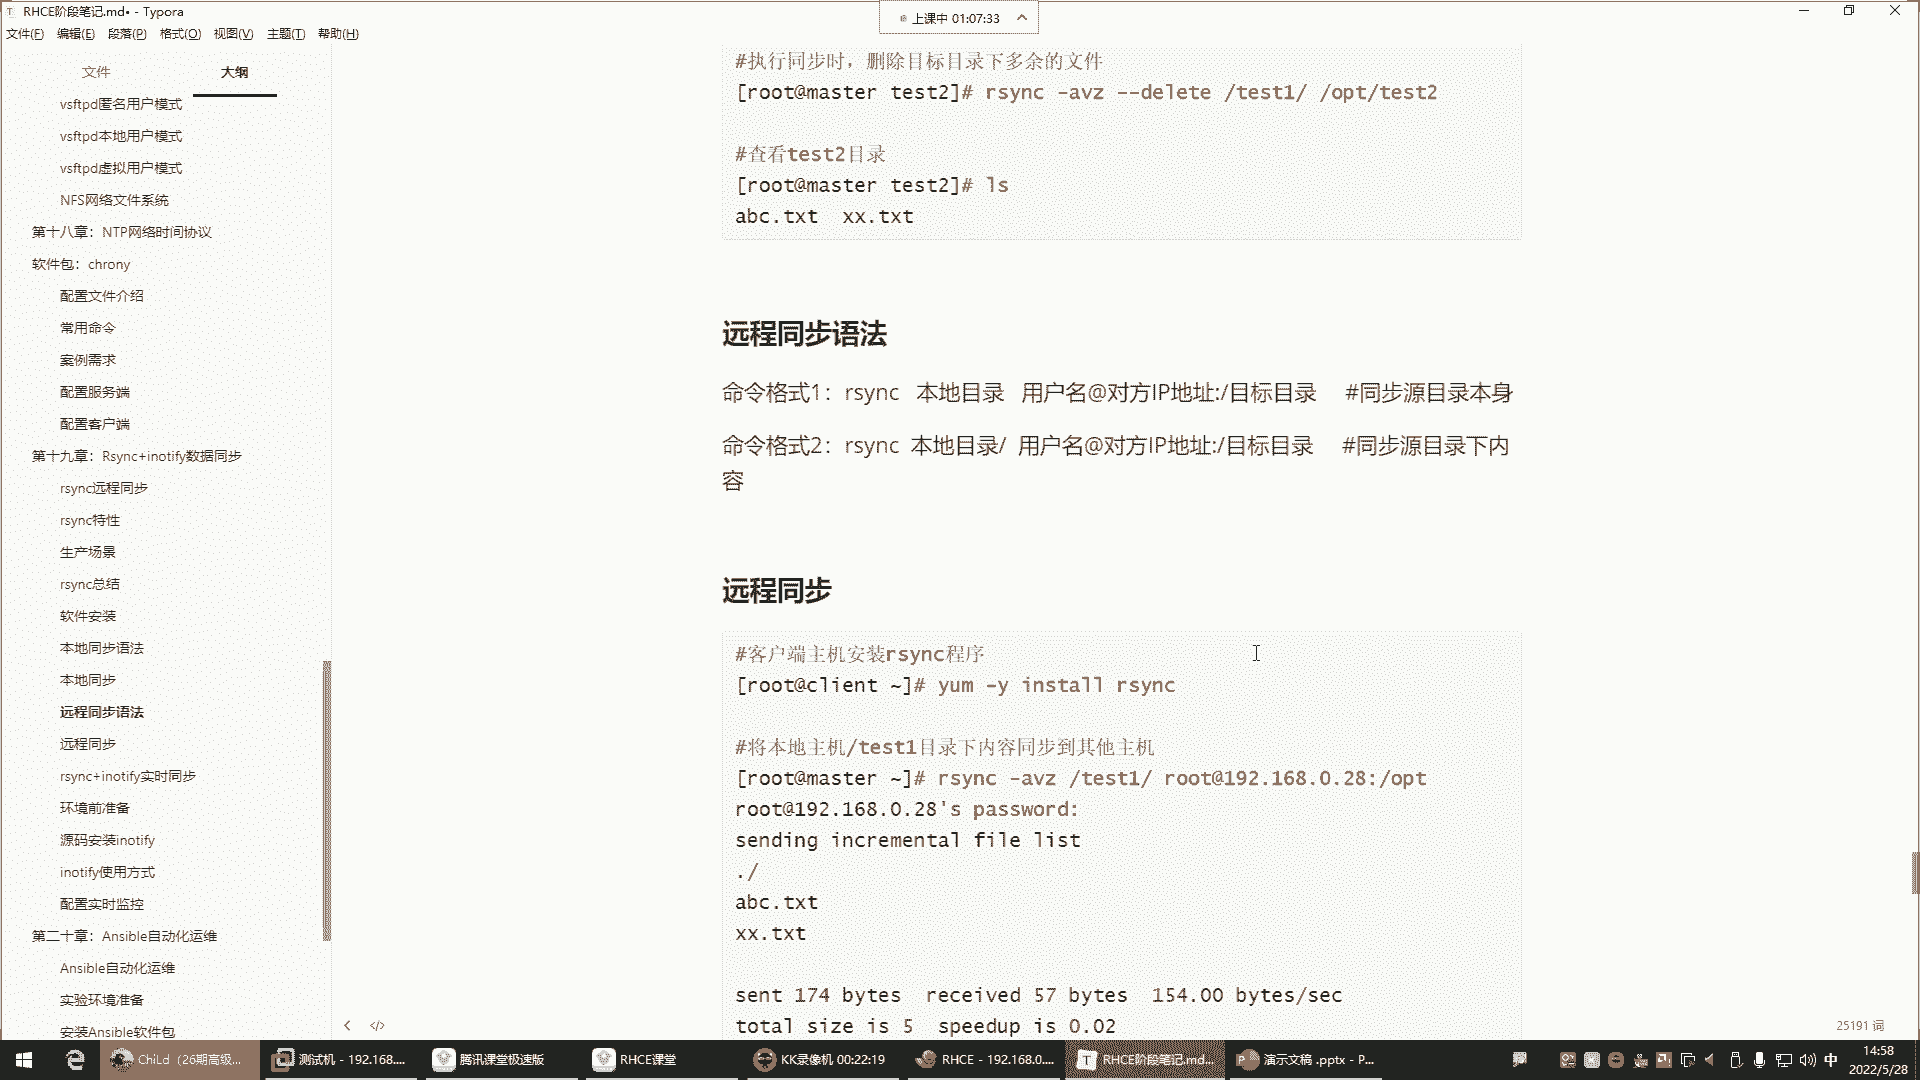 RHCE阶段笔记.md• - Typora
上课中 01:07:33
文件(F) 编辑(E) 段落(P) 格式(O) 视图(V) 主题(T) 帮助(H)
文件 大纲
vsftpd匿名用户模式
vsftpd本地用户模式
vsftpd虚拟用户模式
NFS网络文件系统
第十八章：NTP网络时间协议
软件包：chrony
配置文件介绍
常用命令
案例需求
配置服务端
配置客户端
第十九章：Rsync+inotify数据同步
rsync远程同步
rsync特性
生产场景
rsync总结
软件安装
本地同步语法
本地同步
远程同步语法
远程同步
rsync+inotify实时同步
环境前准备
源码安装inotify
inotify使用方式
配置实时监控
第二十章：Ansible自动化运维
Ansible自动化运维
实验环境准备
安装Ansible软件包
#执行同步时，删除目标目录下多余的文件
[root@master test2]# rsync -avz --delete /test1/ /opt/test2
#查看test2目录
[root@master test2]# ls
abc.txt  xx.txt
远程同步语法
命令格式1：rsync 本地目录 用户名@对方IP地址:/目标目录 #同步源目录本身
命令格式2：rsync 本地目录/ 用户名@对方IP地址:/目标目录 #同步源目录下内
容
远程同步
#客户端主机安装rsync程序
[root@client ~]# yum -y install rsync
#将本地主机/test1目录下内容同步到其他主机
[root@master ~]# rsync -avz /test1/ root@192.168.0.28:/opt
root@192.168.0.28's password:
sending incremental file list
./
abc.txt
xx.txt
sent 174 bytes  received 57 bytes  154.00 bytes/sec
total size is 5  speedup is 0.02
25191 词
ChiLd（26期高级... 测试机 - 192.168.... 腾讯课堂极速版 RHCE课堂 KK录像机 00:22:19 RHCE - 192.168.0.... RHCE阶段笔记.md... 演示文稿 .pptx - P... 中 14:58
2022/5/28